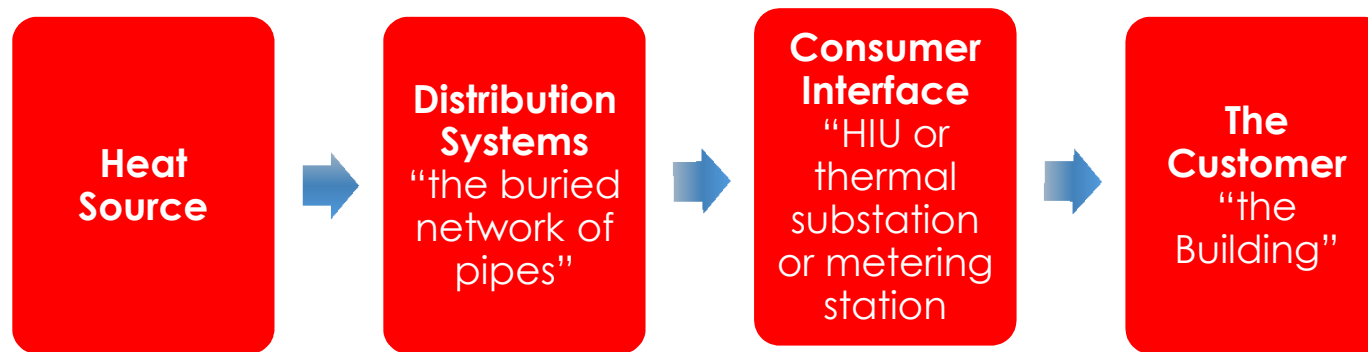 Heat
Source
Distribution
Systems
“the buried
network of
pipes”
Consumer
Interface
“HIU or
thermal
substation
or metering
station
The
Customer
“the
Building”